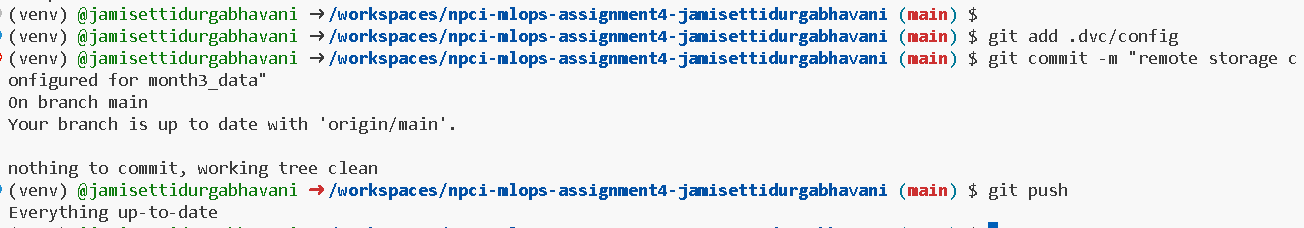 (venv) @jamisettidurgabhavani →/workspaces/npci-mlops-assignment4-jamisettidurgabhavani (main) $
(venv) @jamisettidurgabhavani →/workspaces/npci-mlops-assignment4-jamisettidurgabhavani (main) $ git add .dvc/config
(venv) @jamisettidurgabhavani →/workspaces/npci-mlops-assignment4-jamisettidurgabhavani (main) $ git commit -m "remote storage c
onfigured for month3_data"
On branch main
Your branch is up to date with 'origin/main'.
nothing to commit, working tree clean
(venv) @jamisettidurgabhavani →/workspaces/npci-mlops-assignment4-jamisettidurgabhavani (main) $ git push
Everything up-to-date